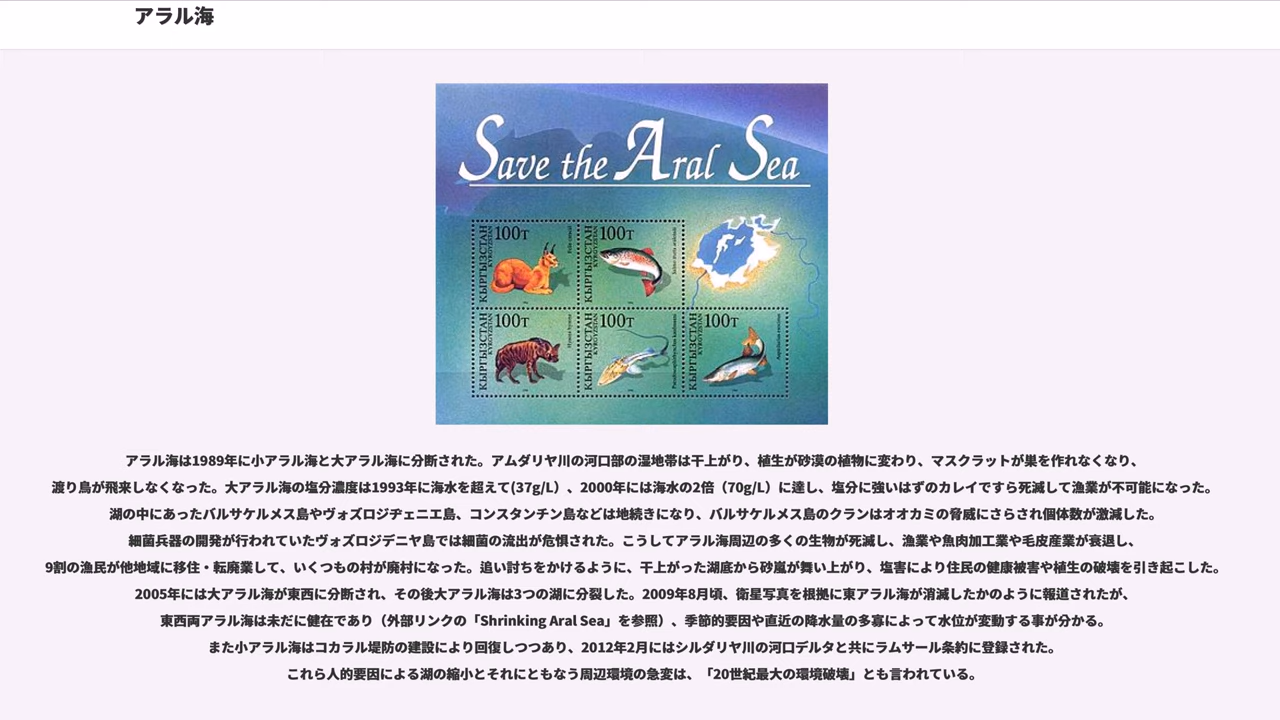 アラル海
Save the Aral Sea
КЫРГЫЗСТАН
KYRGYZSTAN
100T
КЫРГЫЗСТАН
KYRGYZSTAN
100T
КЫРГЫЗСТАН
KYRGYZSTAN
100T
КЫРГЫЗСТАН
KYRGYZSTAN
100T
КЫРГЫЗСТАН
KYRGYZSTAN
100T
アラル海は1989年に小アラル海と大アラル海に分断された。アムダリヤ川の河口部の湿地帯は干上がり、植生が砂漠の植物に変わり、マスクラットが巣を作れなくなり、
渡り鳥が飛来しなくなった。大アラル海の塩分濃度は1993年に海水を超えて(37g/L）、2000年には海水の2倍（70g/L）に達し、塩分に強いはずのカレイですら死滅して漁業が不可能になった。
湖の中にあったバルサケルメス島やヴォズロジヂェニエ島、コンスタンチン島などは地続きになり、バルサケルメス島のクランはオオカミの脅威にさらされ個体数が激減した。
細菌兵器の開発が行われていたヴォズロジデニヤ島では細菌の流出が危惧された。こうしてアラル海周辺の多くの生物が死滅し、漁業や魚肉加工業や毛皮産業が衰退し、
9割の漁民が他地域に移住・転廃業して、いくつもの村が廃村になった。追い討ちをかけるように、干上がった湖底から砂嵐が舞い上がり、塩害により住民の健康被害や植生の破壊を引き起こした。
2005年には大アラル海が東西に分断され、その後大アラル海は3つの湖に分裂した。2009年8月頃、衛星写真を根拠に東アラル海が消滅したかのように報道されたが、
東西両アラル海は未だに健在であり（外部リンクの「Shrinking Aral Sea」を参照）、季節的要因や直近の降水量の多寡によって水位が変動する事が分かる。
また小アラル海はコカラル堤防の建設により回復しつつあり、2012年2月にはシルダリヤ川の河口デルタと共にラムサール条約に登録された。
これら人的要因による湖の縮小とそれにともなう周辺環境の急変は、「20世紀最大の環境破壊」とも言われている。